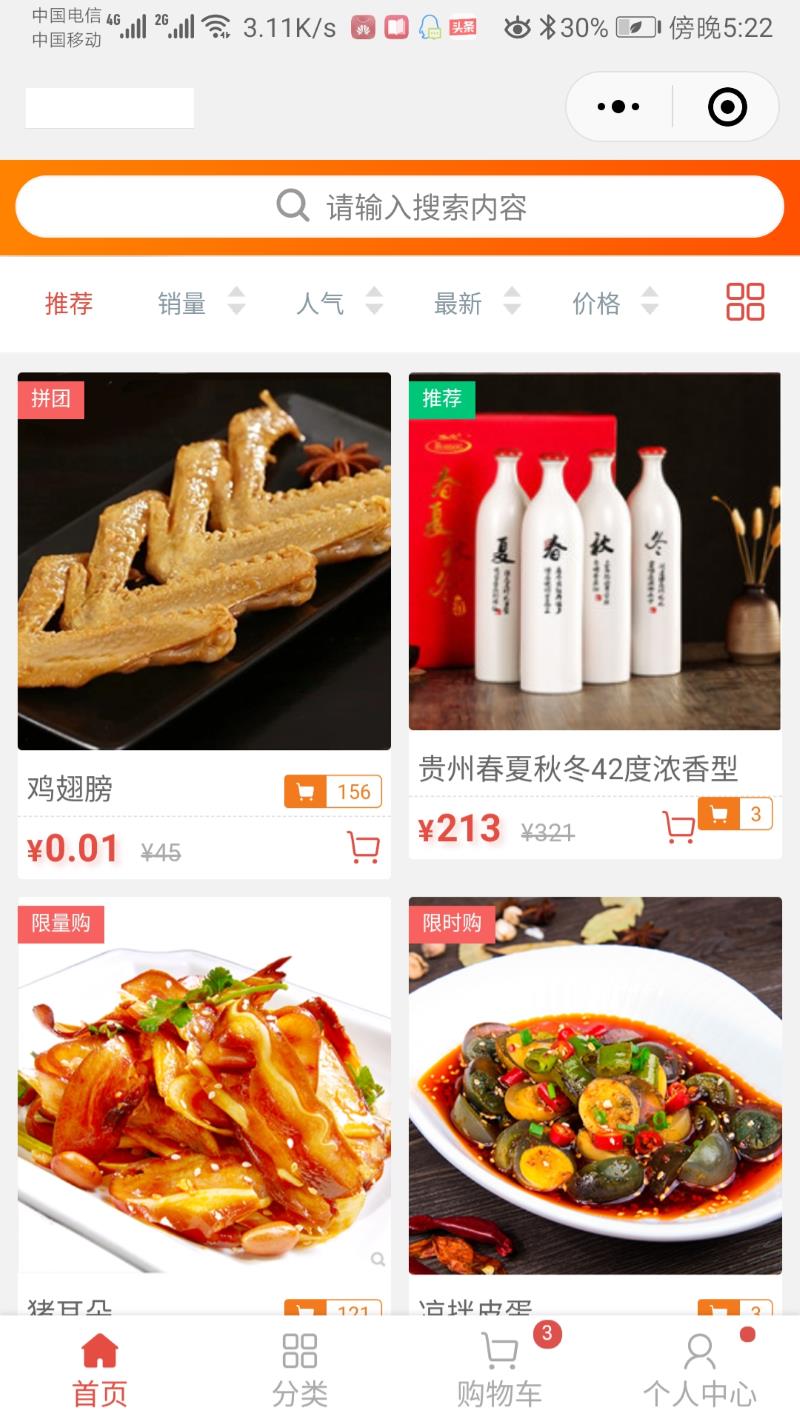 中国电信 4G 2G 3.11K/s 头条 30% 傍晚5:22
中国移动
请输入搜索内容
推荐 销量 人气 最新 价格
拼团
推荐
春夏秋冬
夏 春 秋 冬
鸡翅膀 156
¥0.01 ¥45
贵州春夏秋冬42度浓香型
¥213 ¥321 3
限量购
限时购
猪耳朵 121
凉拌皮蛋 3
3
首页 分类 购物车 个人中心